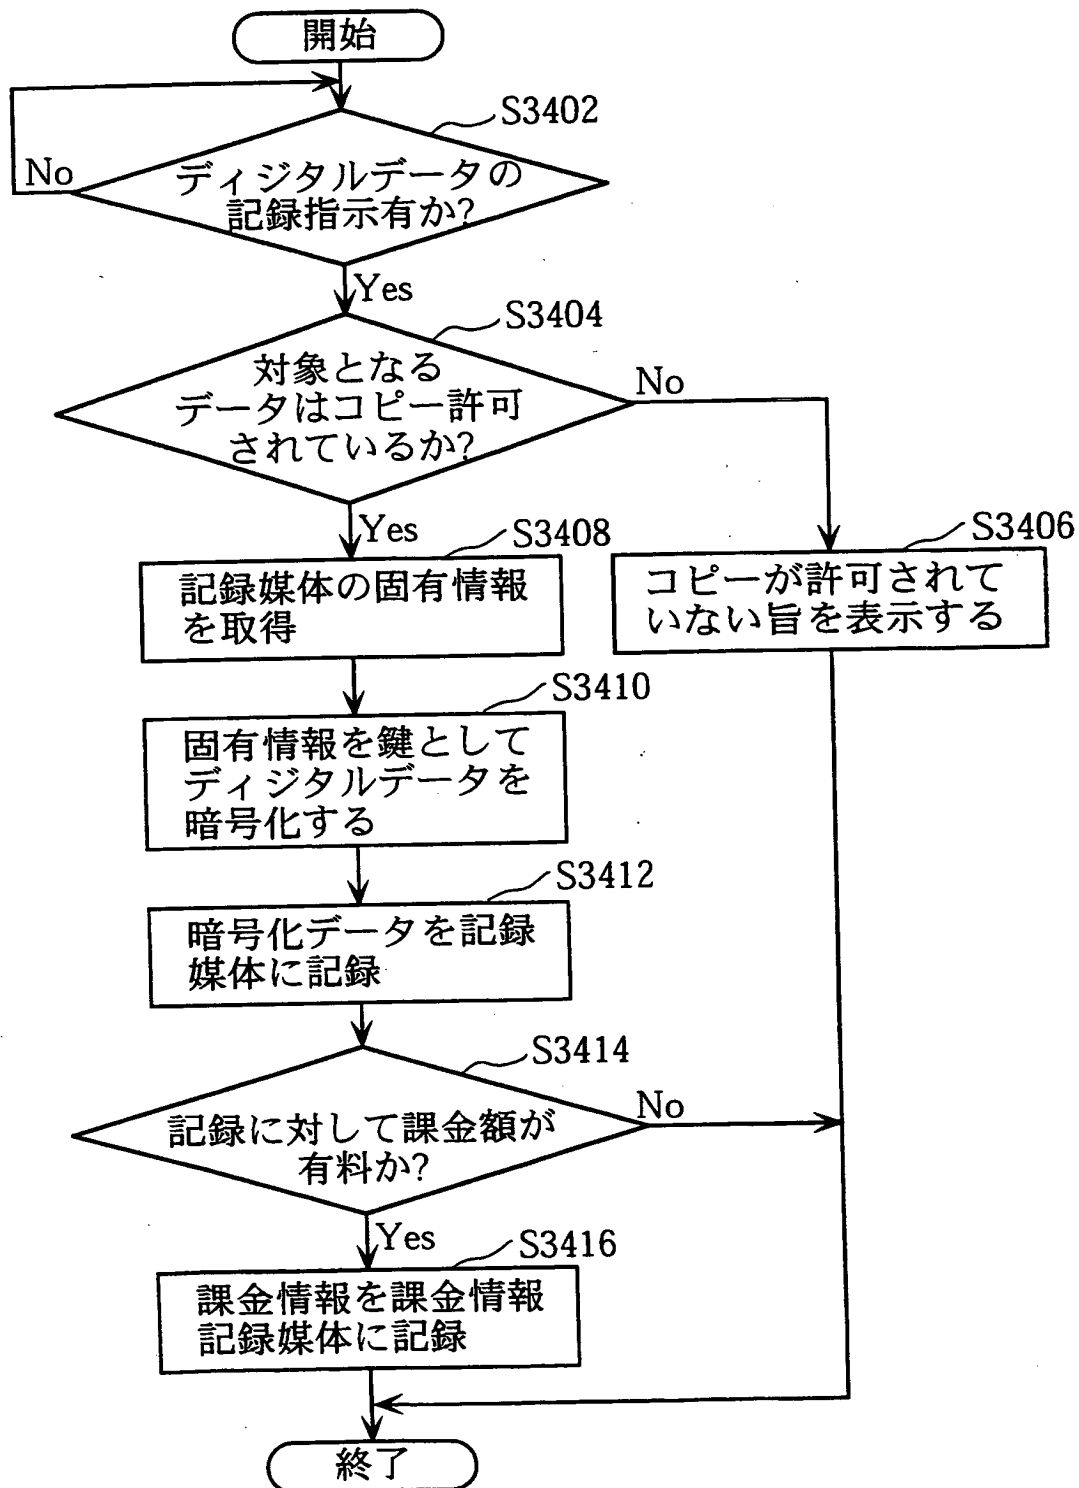 開始
S3402
No
ディジタルデータの
記録指示有か?
Yes
S3404
対象となる
データはコピー許可
されているか?
No
Yes
S3408
S3406
記録媒体の固有情報
を取得
コピーが許可されて
いない旨を表示する
S3410
固有情報を鍵として
ディジタルデータを
暗号化する
S3412
暗号化データを記録
媒体に記録
S3414
記録に対して課金額が
有料か?
No
Yes
S3416
課金情報を課金情報
記録媒体に記録
終了